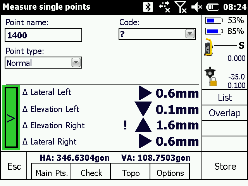 Measure single points 08:24
Point name: Code:
1400 ?
Point type:
Normal
53%
85%
S
0.000
-35.0
0.100
List
Overlap
Δ Lateral Left 0.6mm
Δ Elevation Left 0.1mm
Δ Elevation Right ! 1.6mm
Δ Lateral Right 0.6mm
>
HA: 346.6304gon VA: 108.7503gon
Esc Main Pts. Check Topo Options Store